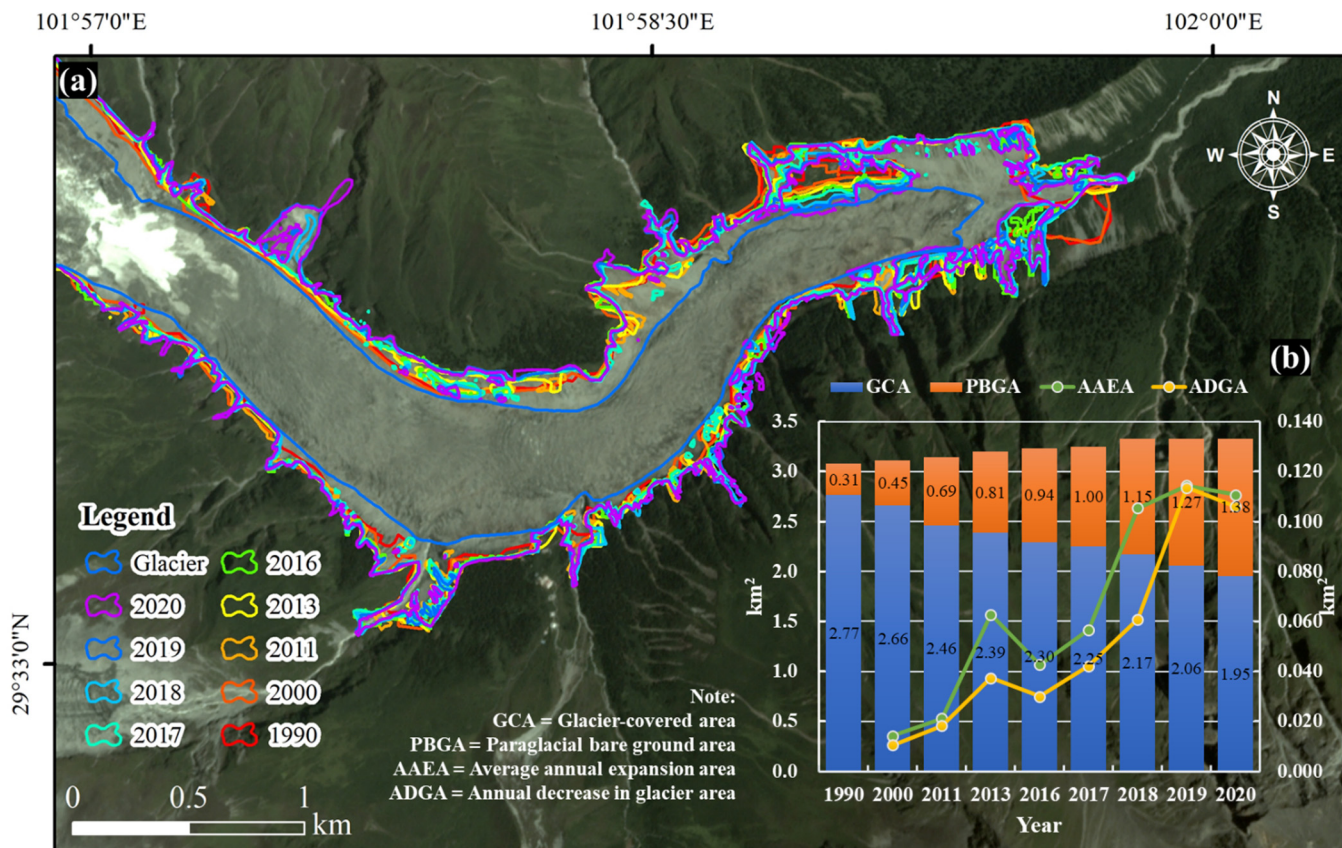 101°57'0"E 101°58'30"E 102°0'0"E
(a)
N
W E
S
29°33'0"N
Legend
Glacier 2016
2020 2013
2019 2011
2018 2000
2017 1990
0 0.5 1
km
Note:
GCA = Glacier-covered area
PBGA = Paraglacial bare ground area
AAEA = Average annual expansion area
ADGA = Annual decrease in glacier area
(b)
GCA PBGA AAEA ADGA
3.5 0.140
3.0 0.120
2.5 0.100
2.0 0.080
1.5 0.060
1.0 0.040
0.5 0.020
0.0 0.000
km² km²
0.31 0.45 0.69 0.81 0.94 1.00 1.15 1.27 1.38
2.77 2.66 2.46 2.39 2.30 2.25 2.17 2.06 1.95
1990 2000 2011 2013 2016 2017 2018 2019 2020
Year